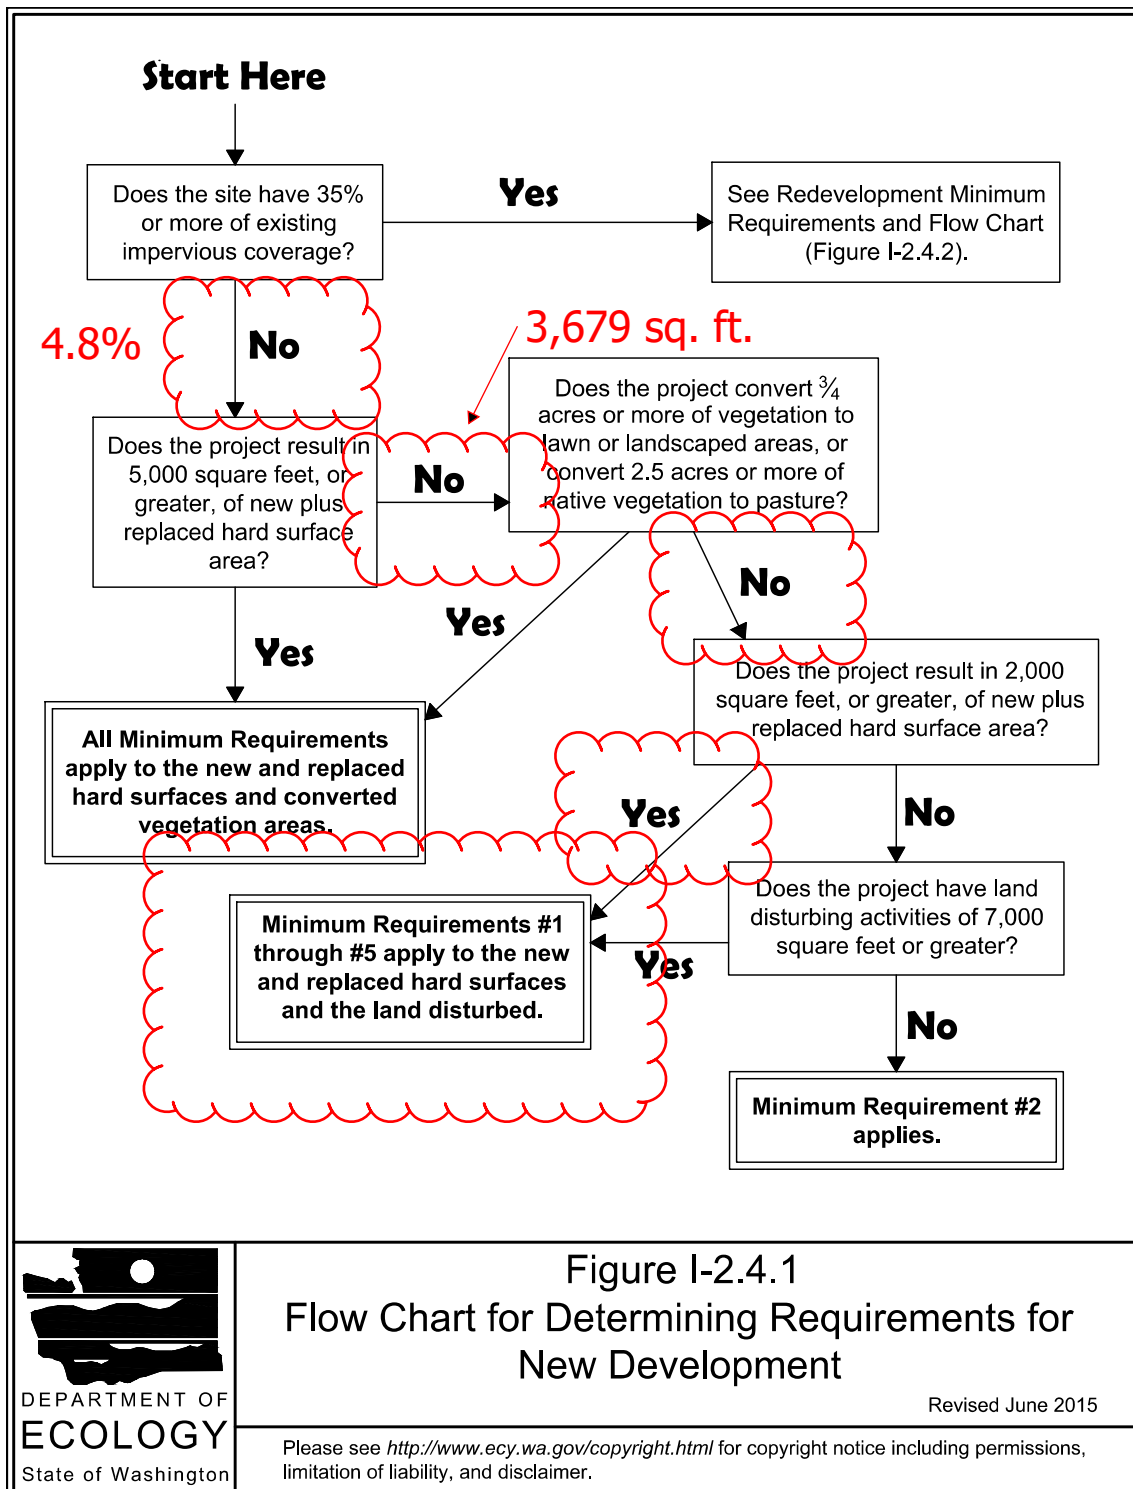 Start Here
Does the site have 35%
or more of existing
impervious coverage?
Yes
See Redevelopment Minimum
Requirements and Flow Chart
(Figure I-2.4.2).
4.8%
No
3,679 sq. ft.
Does the project result in
5,000 square feet, or
greater, of new plus
replaced hard surface
area?
No
Does the project convert ¾
acres or more of vegetation to
lawn or landscaped areas, or
convert 2.5 acres or more of
native vegetation to pasture?
Yes
Yes
No
Does the project result in 2,000
square feet, or greater, of new plus
replaced hard surface area?
All Minimum Requirements
apply to the new and replaced
hard surfaces and converted
vegetation areas.
Yes
No
Does the project have land
disturbing activities of 7,000
square feet or greater?
Minimum Requirements #1
through #5 apply to the new
and replaced hard surfaces
and the land disturbed.
Yes
No
Minimum Requirement #2
applies.
DEPARTMENT OF
ECOLOGY
State of Washington
Figure I-2.4.1
Flow Chart for Determining Requirements for
New Development
Revised June 2015
Please see http://www.ecy.wa.gov/copyright.html for copyright notice including permissions,
limitation of liability, and disclaimer.